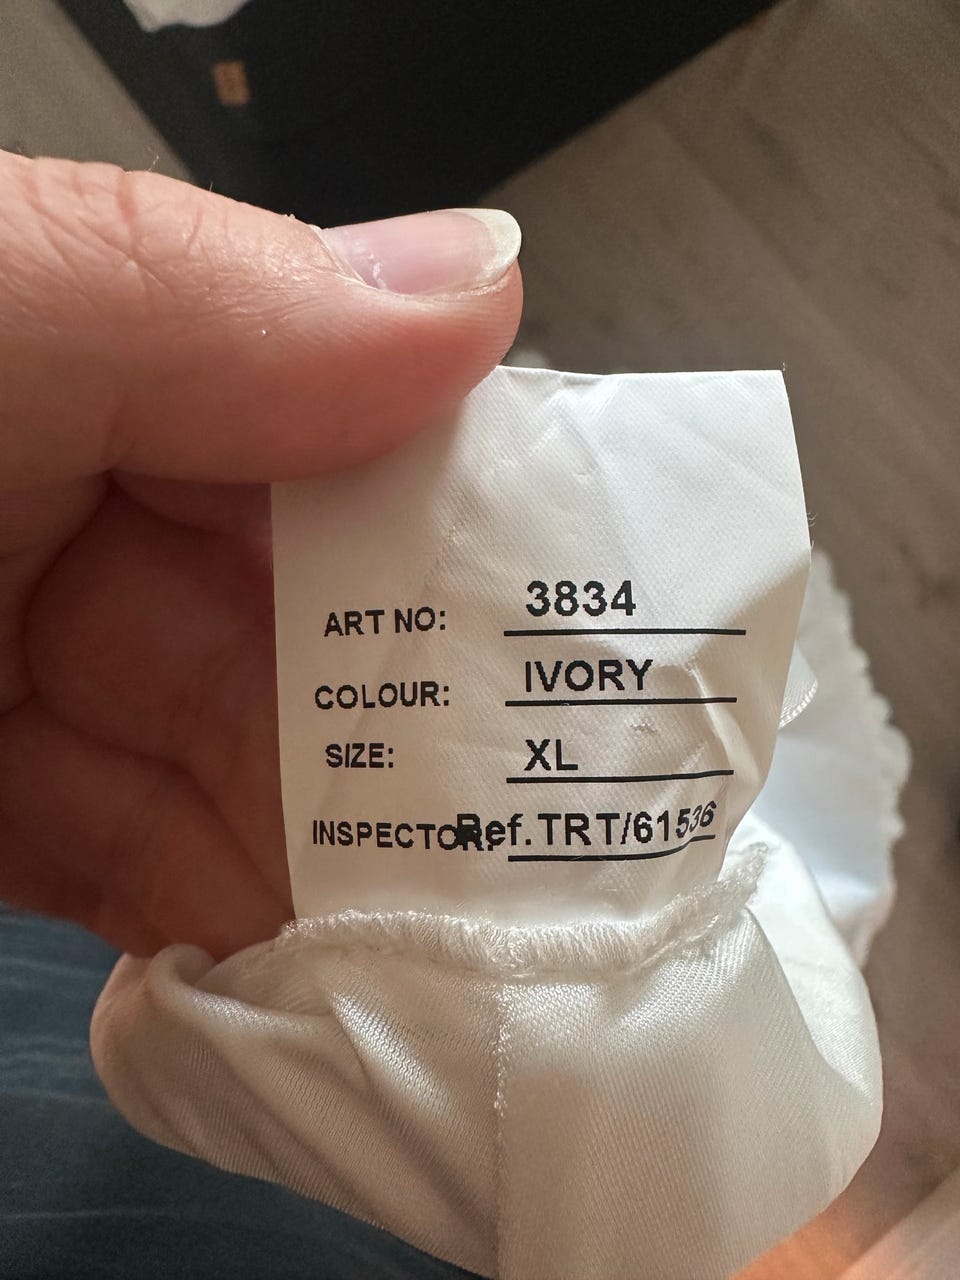 ART NO: 3834
COLOUR: IVORY
SIZE: XL
INSPECTOR: Ref.TRT/61536